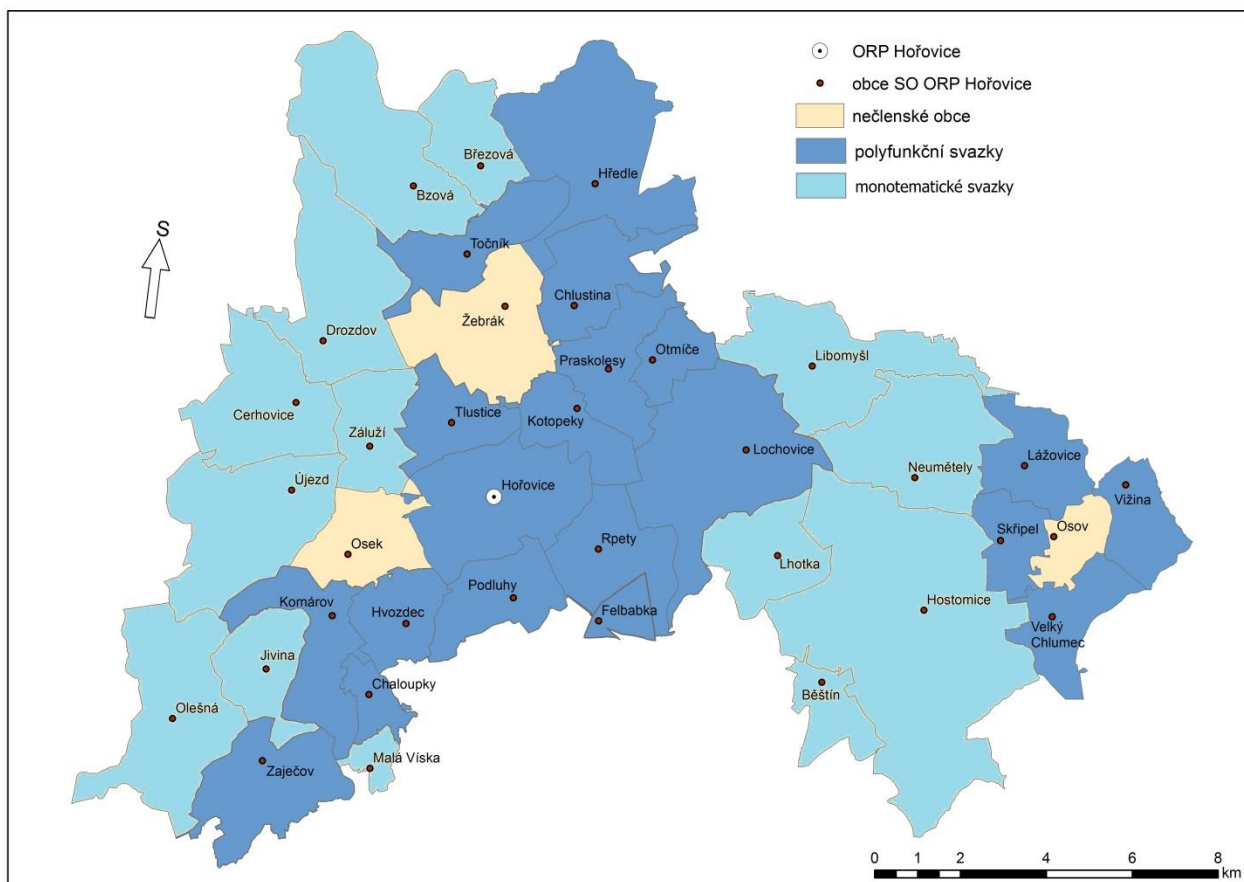 ORP Hořovice
obce SO ORP Hořovice
nečlenské obce
polyfunkční svazky
monotematické svazky
S
Březová
Bzová
Hředle
Točník
Žebrák
Chlustina
Drozdov
Praskolesy
Otmíče
Libomyšl
Cerhovice
Záluží
Tlustice
Kotopeky
Lochovice
Neumětely
Lážovice
Vižina
Újezd
Hořovice
Skřipel
Osov
Osek
Rpety
Lhotka
Podluhy
Felbabka
Hostomice
Velký
Chlumec
Komárov
Hvozdec
Jivina
Chaloupky
Běštín
Olešná
Zaječov
Malá Víska
0 1 2 4 6 8
km